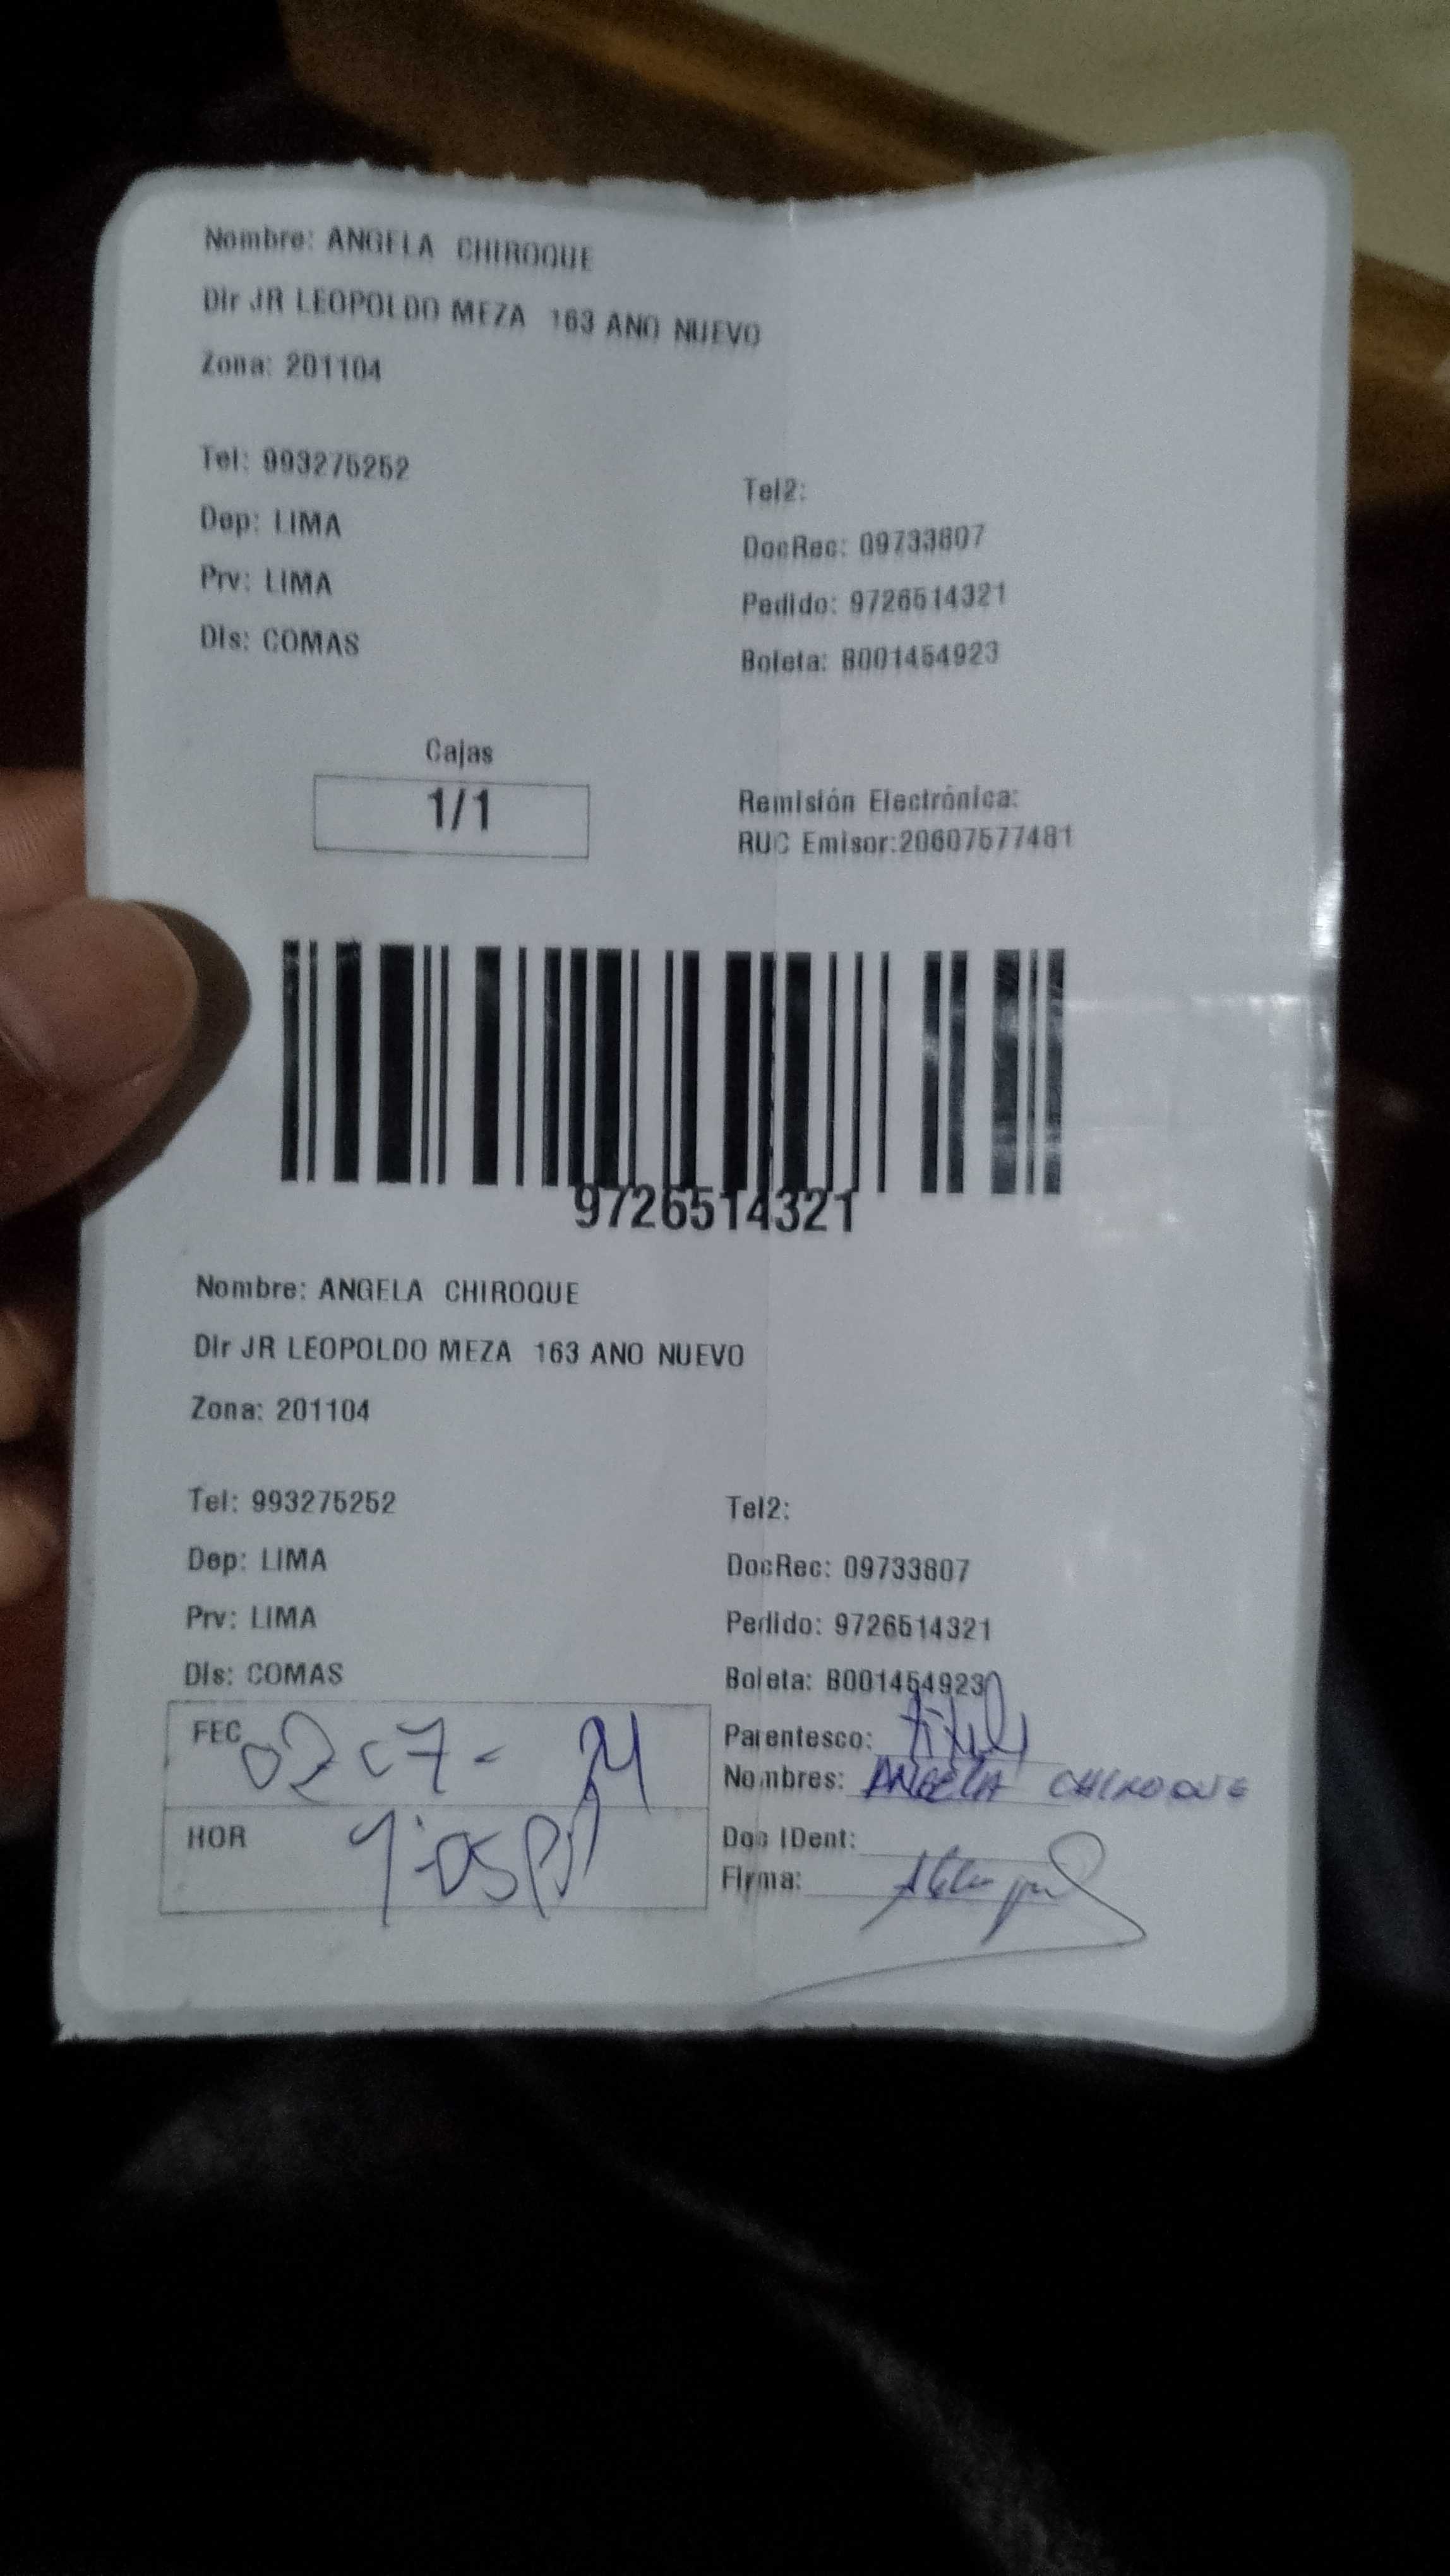 Nombre: ANGELA CHIROQUE
Dir JR LEOPOLDO MEZA 163 ANO NUEVO
Zona: 201104
Tel: 993275252
Tel2:
Dep: LIMA
DocRec: 09733807
Prv: LIMA
Pedido: 9726514321
Dis: COMAS
Boleta: B001454923
Cajas
1/1
Remisión Electrónica:
RUC Emisor:20607577481
9726514321
Nombre: ANGELA CHIROQUE
Dir JR LEOPOLDO MEZA 163 ANO NUEVO
Zona: 201104
Tel: 993275252
Tel2:
Dep: LIMA
DocRec: 09733807
Prv: LIMA
Pedido: 9726514321
Dis: COMAS
Boleta: B001454923
FEC 02 07 - 24
Parentesco:
Nombres: ANGELA CHIROQUE
HOR
Doc IDent:
Firma: